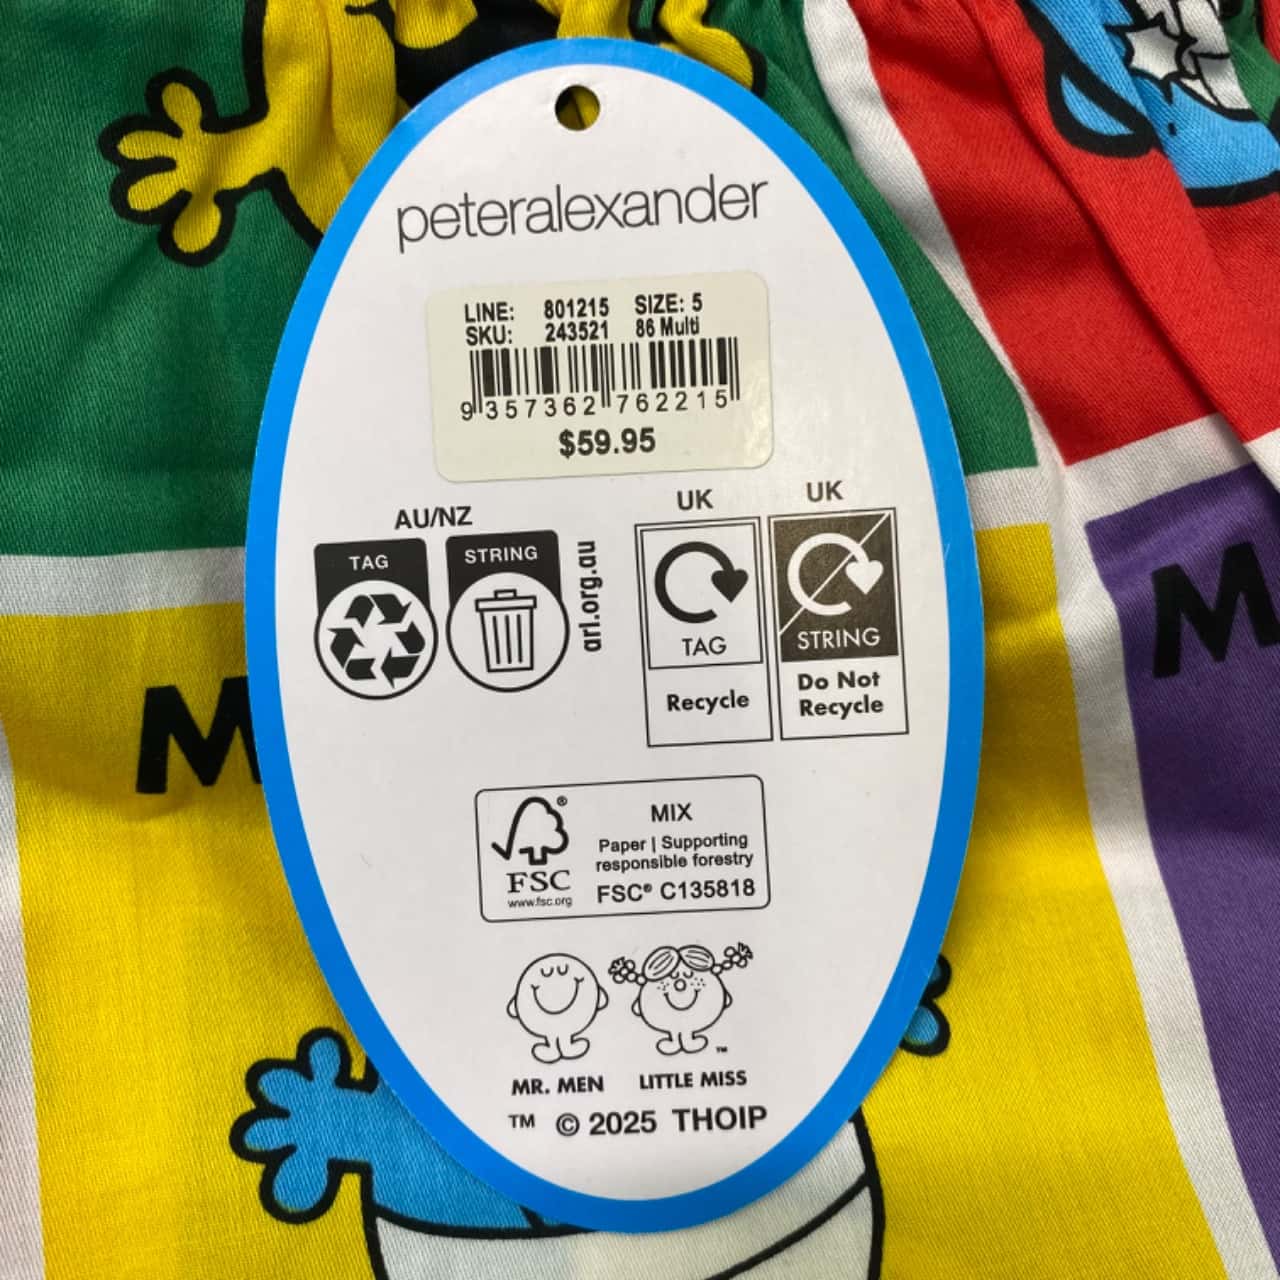 peteralexander
LINE: 801215 SIZE: 5
SKU: 243521 86 Multi
9 357362 762215
$59.95
AU/NZ
TAG
STRING
arl.org.au
UK
TAG
Recycle
UK
STRING
Do Not
Recycle
FSC®
www.fsc.org
MIX
Paper | Supporting
responsible forestry
FSC® C135818
MR. MEN
LITTLE MISS™
™ © 2025 THOIP
M
M